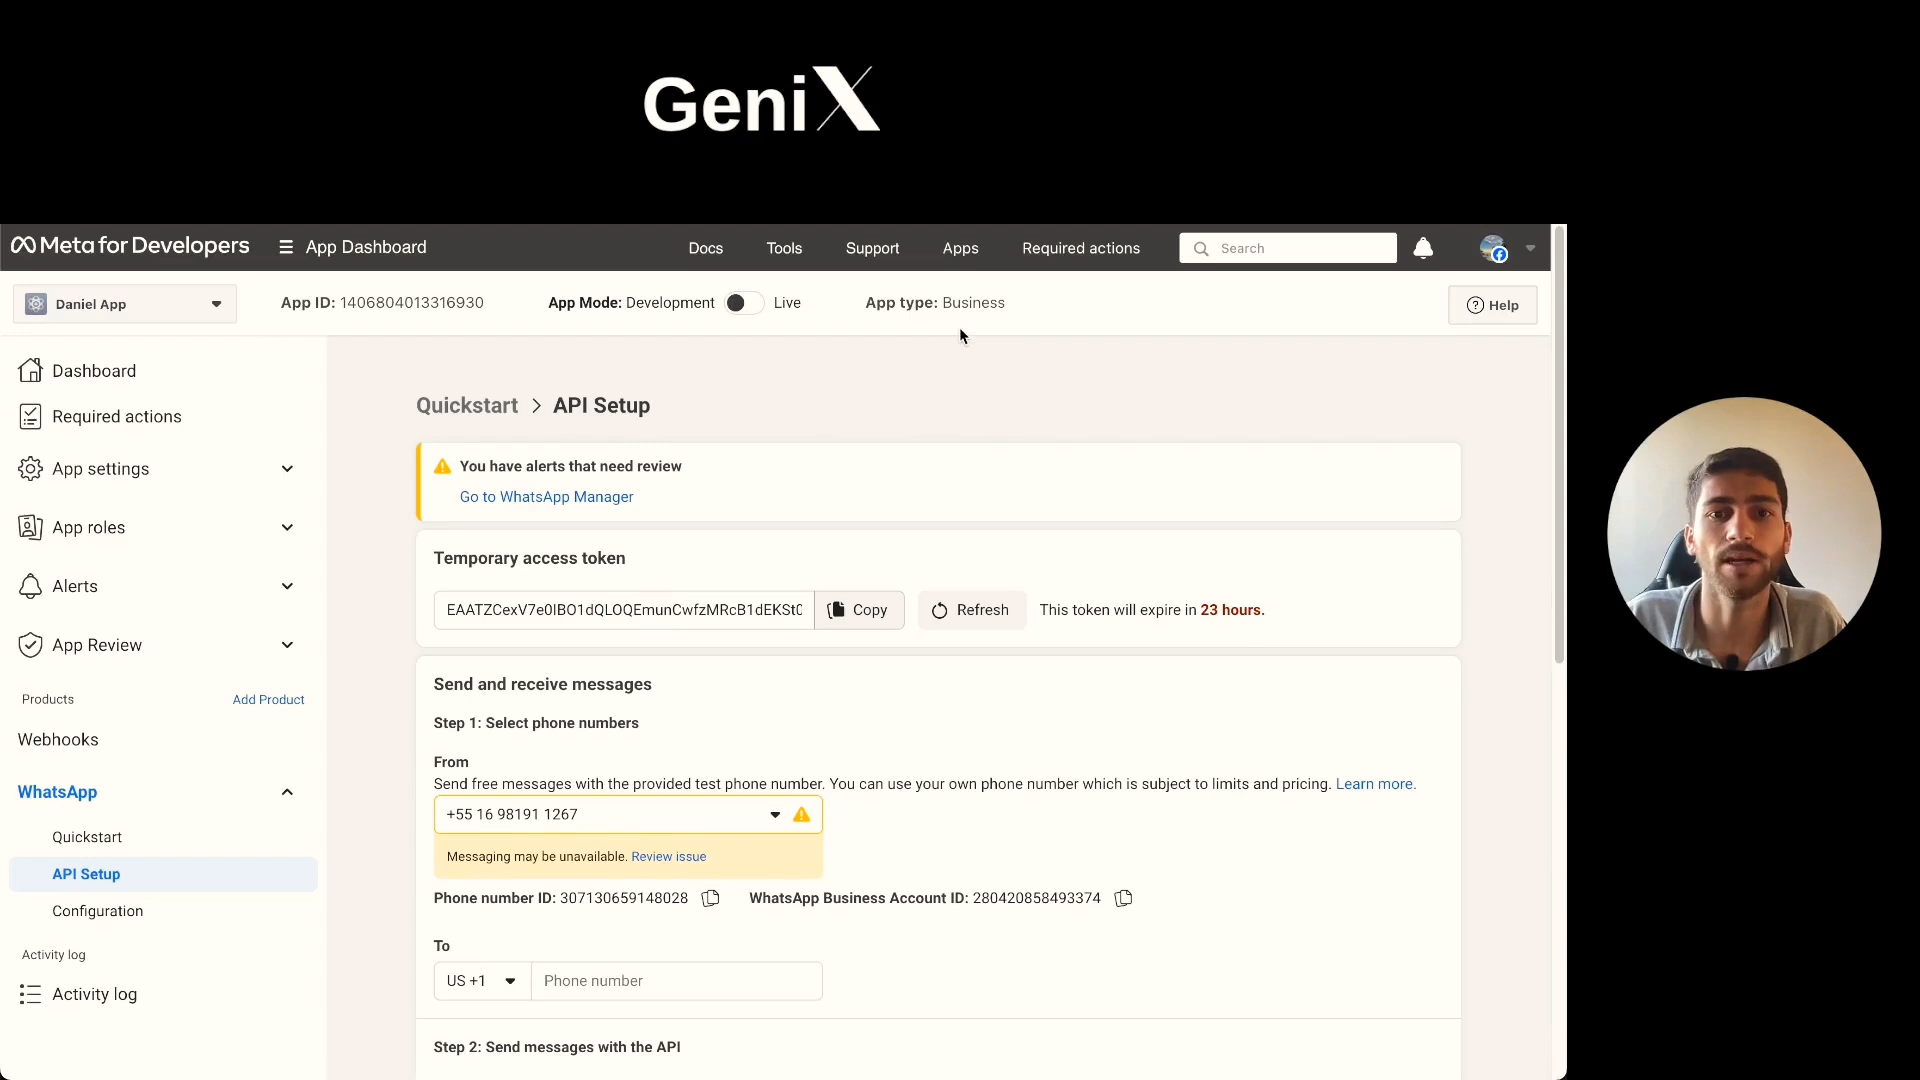 GeniX
Meta for Developers
App Dashboard
Docs
Tools
Support
Apps
Required actions
Search
Daniel App
App ID: 1406804013316930
App Mode: Development
Live
App type: Business
Help
Dashboard
Required actions
App settings
App roles
Alerts
App Review
Products
Add Product
Webhooks
WhatsApp
Quickstart
API Setup
Configuration
Activity log
Activity log
Quickstart > API Setup
You have alerts that need review
Go to WhatsApp Manager
Temporary access token
EAATZCexV7e0IBO1dQLOQEmunCwfzMRcB1dEKSt0
Copy
Refresh
This token will expire in 23 hours.
Send and receive messages
Step 1: Select phone numbers
From
Send free messages with the provided test phone number. You can use your own phone number which is subject to limits and pricing. Learn more.
+55 16 98191 1267
Messaging may be unavailable. Review issue
Phone number ID: 307130659148028
WhatsApp Business Account ID: 280420858493374
To
US +1
Phone number
Step 2: Send messages with the API